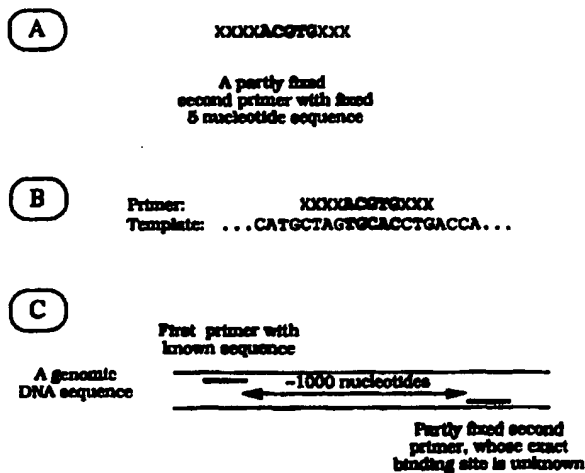 A
XXXXACGTGXXX
A partly fixed
second primer with fixed
5 nucleotide sequence
B
Primer: XXXXACGTGXXX
Template: ...CATGCTAGTGCACCTGACCA...
C
First primer with
known sequence
A genomic
DNA sequence
~1000 nucleotides
Partly fixed second
primer, whose exact
binding site is unknown